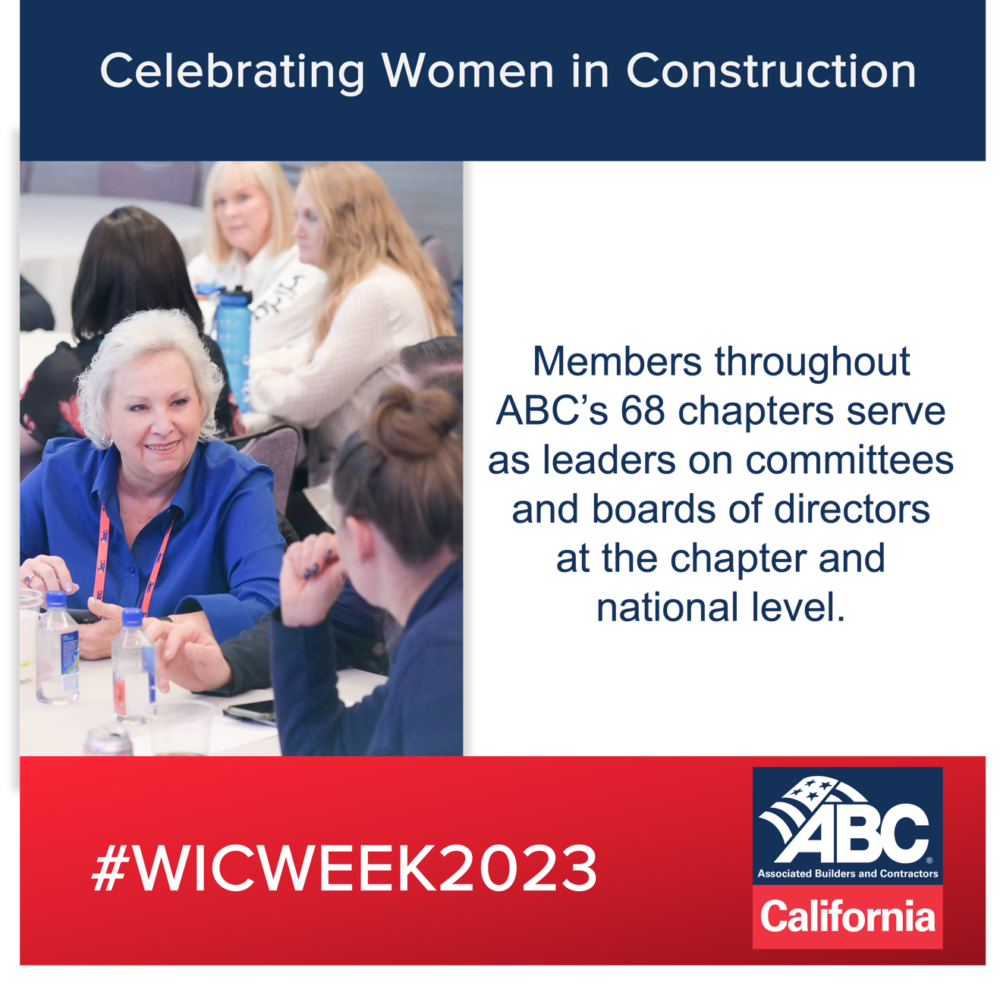 Celebrating Women in Construction
Members throughout
ABC’s 68 chapters serve
as leaders on committees
and boards of directors
at the chapter and
national level.
#WICWEEK2023
ABC®
Associated Builders and Contractors
California